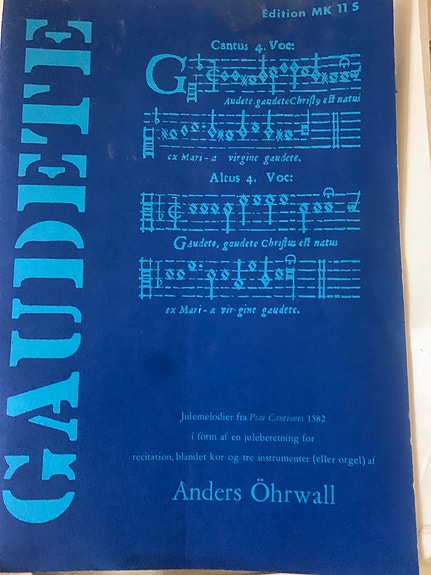 Edition MK 11 S
GAUDETE
Cantus 4. Voc:
GAudete. gaudete Christ9 est natus
ex Mari-a virgine gaudete.
Altus 4. Voc:
GAudete, gaudete Christus est natus
ex Mari-a vir-gine gaudete.
Julemelodier fra Piae Cantiones 1582
i form af en juleberetning for
recitation, blandet kor og tre instrumenter (eller orgel) af
Anders Öhrwall